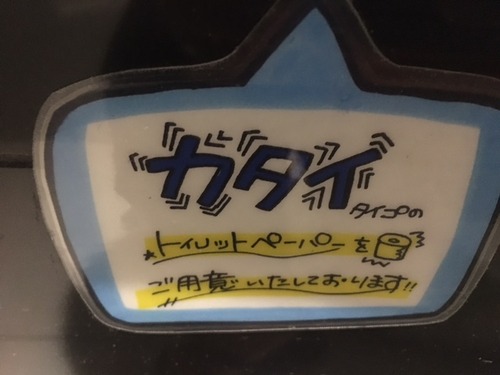 ガタイ
タイプの
トイレットペーパーを
ご用意いたしております!!